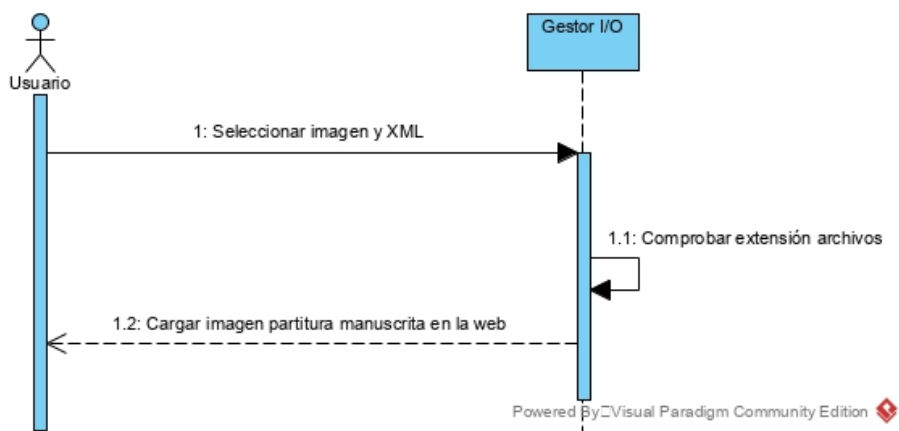 Gestor I/O
Usuario
1: Seleccionar imagen y XML
1.1: Comprobar extensión archivos
1.2: Cargar imagen partitura manuscrita en la web
Powered By□Visual Paradigm Community Edition